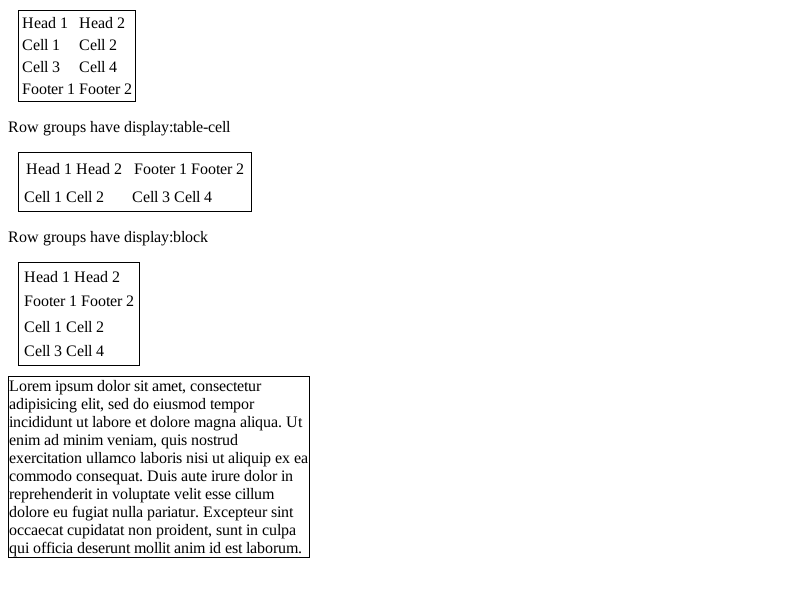 Head 1 Head 2
Cell 1 Cell 2
Cell 3 Cell 4
Footer 1 Footer 2
Row groups have display:table-cell
Head 1 Head 2 Footer 1 Footer 2
Cell 1 Cell 2 Cell 3 Cell 4
Row groups have display:block
Head 1 Head 2
Footer 1 Footer 2
Cell 1 Cell 2
Cell 3 Cell 4
Lorem ipsum dolor sit amet, consectetur
adipisicing elit, sed do eiusmod tempor
incididunt ut labore et dolore magna aliqua. Ut
enim ad minim veniam, quis nostrud
exercitation ullamco laboris nisi ut aliquip ex ea
commodo consequat. Duis aute irure dolor in
reprehenderit in voluptate velit esse cillum
dolore eu fugiat nulla pariatur. Excepteur sint
occaecat cupidatat non proident, sunt in culpa
qui officia deserunt mollit anim id est laborum.